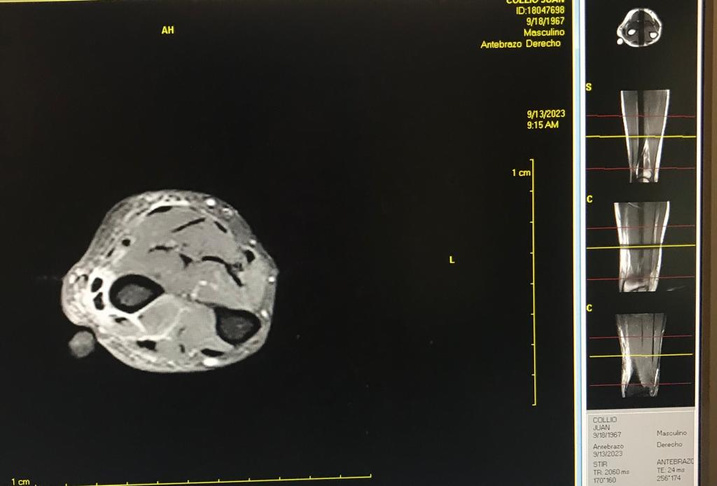 AH
COLLIO JUAN
ID:18047698
9/18/1967
Masculino
Antebrazo Derecho
9/13/2023
9:15 AM
1 cm
L
1 cm
S
C
C
COLLIO
JUAN
9/18/1967 Masculino
Antebrazo Derecho
9/13/2023
STIR ANTEBRAZO
TR: 2060 ms TE: 24 ms
170*160 256*174